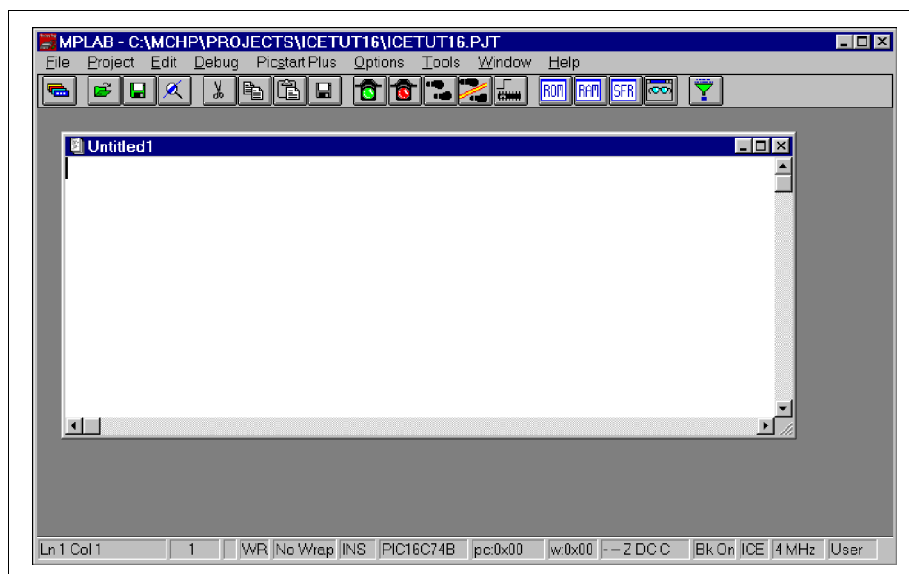 MPLAB - C:\MCHP\PROJECTS\ICETUT16\ICETUT16.PJT
File Project Edit Debug Picstart Plus Options Tools Window Help
ROM RAM SFR
Untitled1
Ln 1 Col 1 1 WR No Wrap INS PIC16C74B pc:0x00 w:0x00 -- Z DC C Bk On ICE 4 MHz User